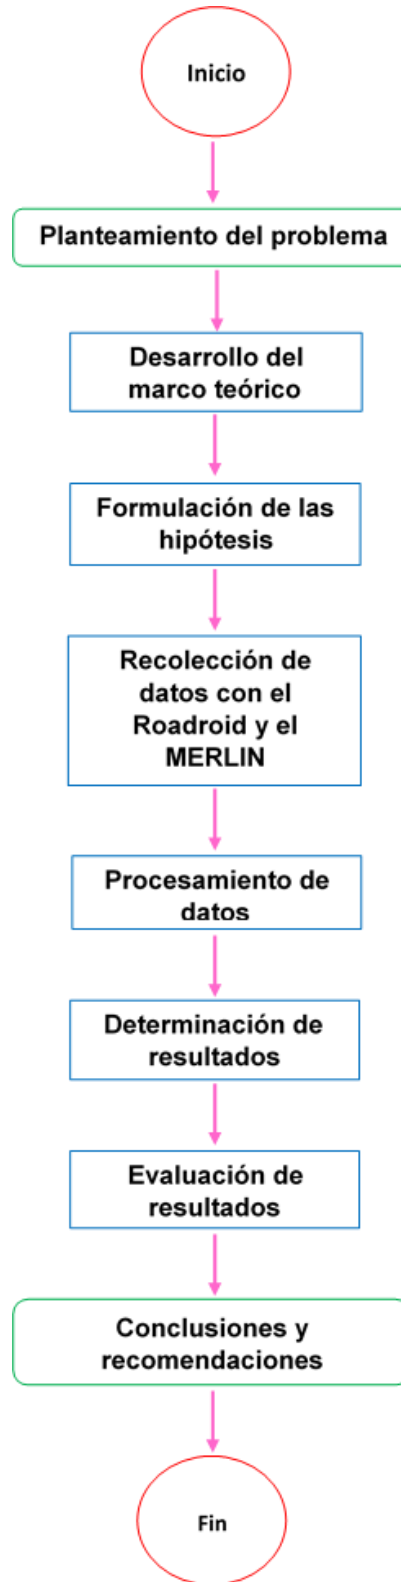 Inicio
Planteamiento del problema
Desarrollo del
marco teórico
Formulación de las
hipótesis
Recolección de
datos con el
Roadroid y el
MERLIN
Procesamiento de
datos
Determinación de
resultados
Evaluación de
resultados
Conclusiones y
recomendaciones
Fin